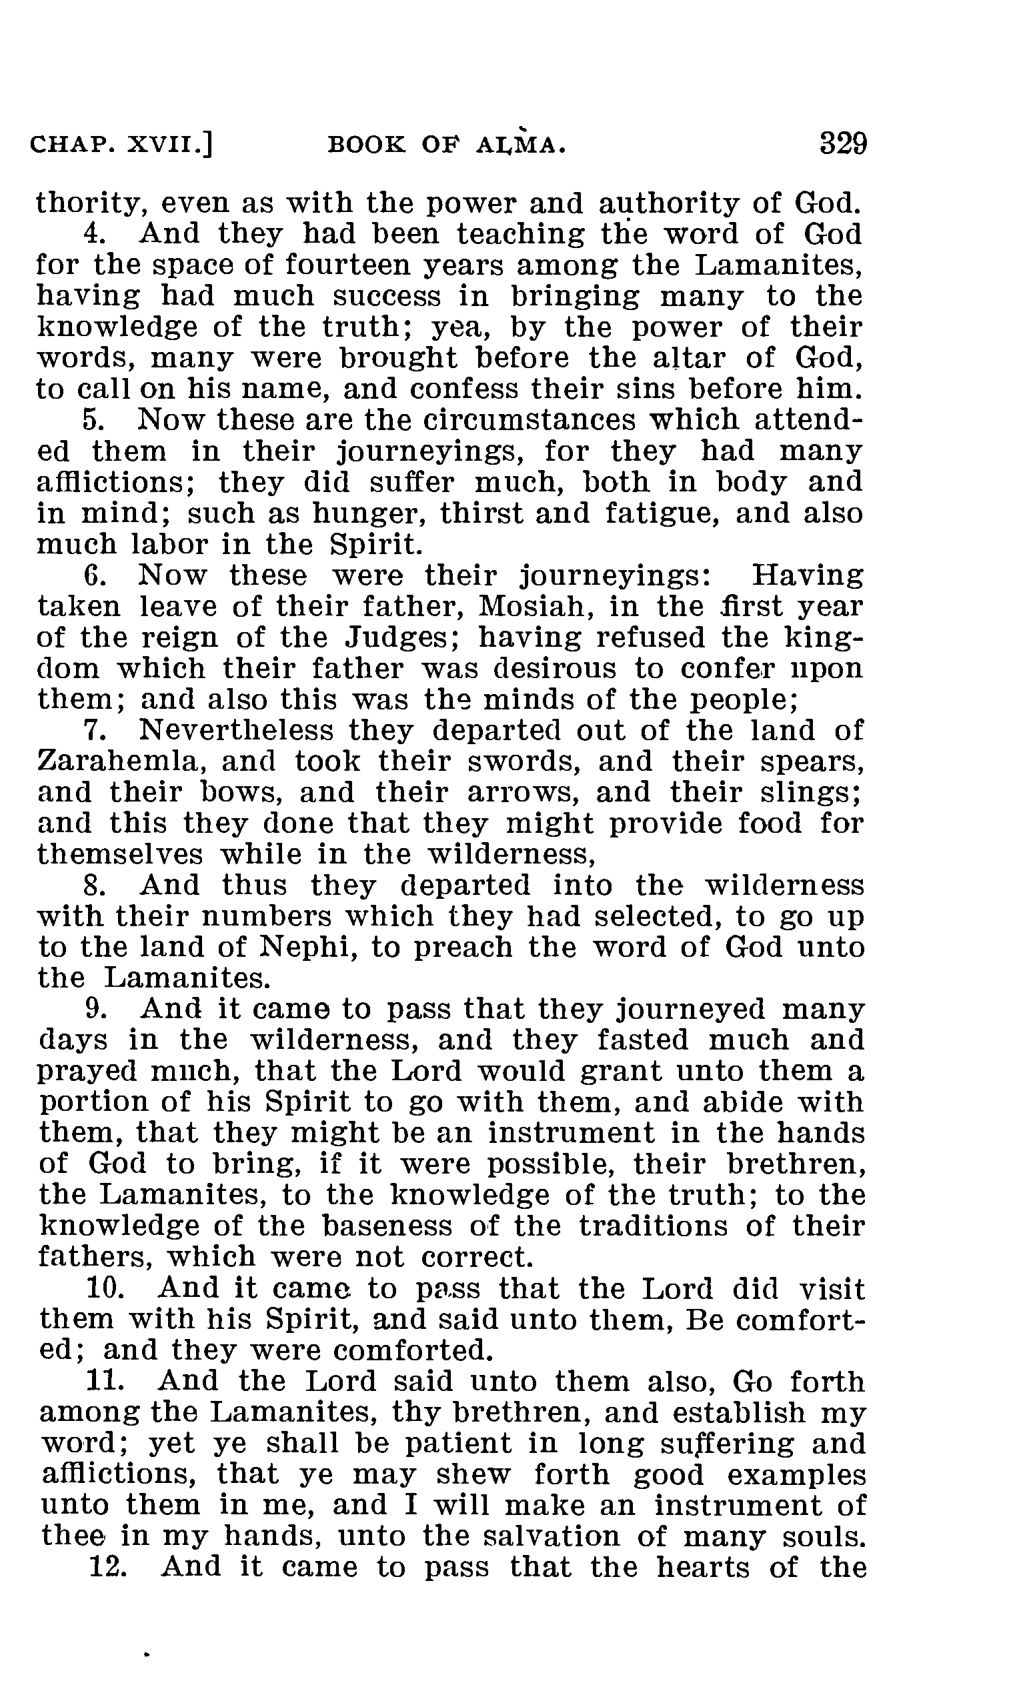 CHAP. XVII.] BOOK OF ALMA. 329
thority, even as with the power and authority of God.
4. And they had been teaching the word of God
for the space of fourteen years among the Lamanites,
having had much success in bringing many to the
knowledge of the truth; yea, by the power of their
words, many were brought before the altar of God,
to call on his name, and confess their sins before him.
5. Now these are the circumstances which attend-
ed them in their journeyings, for they had many
afflictions; they did suffer much, both in body and
in mind; such as hunger, thirst and fatigue, and also
much labor in the Spirit.
6. Now these were their journeyings: Having
taken leave of their father, Mosiah, in the first year
of the reign of the Judges; having refused the king-
dom which their father was desirous to confer upon
them; and also this was the minds of the people;
7. Nevertheless they departed out of the land of
Zarahemla, and took their swords, and their spears,
and their bows, and their arrows, and their slings;
and this they done that they might provide food for
themselves while in the wilderness,
8. And thus they departed into the wilderness
with their numbers which they had selected, to go up
to the land of Nephi, to preach the word of God unto
the Lamanites.
9. And it came to pass that they journeyed many
days in the wilderness, and they fasted much and
prayed much, that the Lord would grant unto them a
portion of his Spirit to go with them, and abide with
them, that they might be an instrument in the hands
of God to bring, if it were possible, their brethren,
the Lamanites, to the knowledge of the truth; to the
knowledge of the baseness of the traditions of their
fathers, which were not correct.
10. And it came to pass that the Lord did visit
them with his Spirit, and said unto them, Be comfort-
ed; and they were comforted.
11. And the Lord said unto them also, Go forth
among the Lamanites, thy brethren, and establish my
word; yet ye shall be patient in long suffering and
afflictions, that ye may shew forth good examples
unto them in me, and I will make an instrument of
thee in my hands, unto the salvation of many souls.
12. And it came to pass that the hearts of the